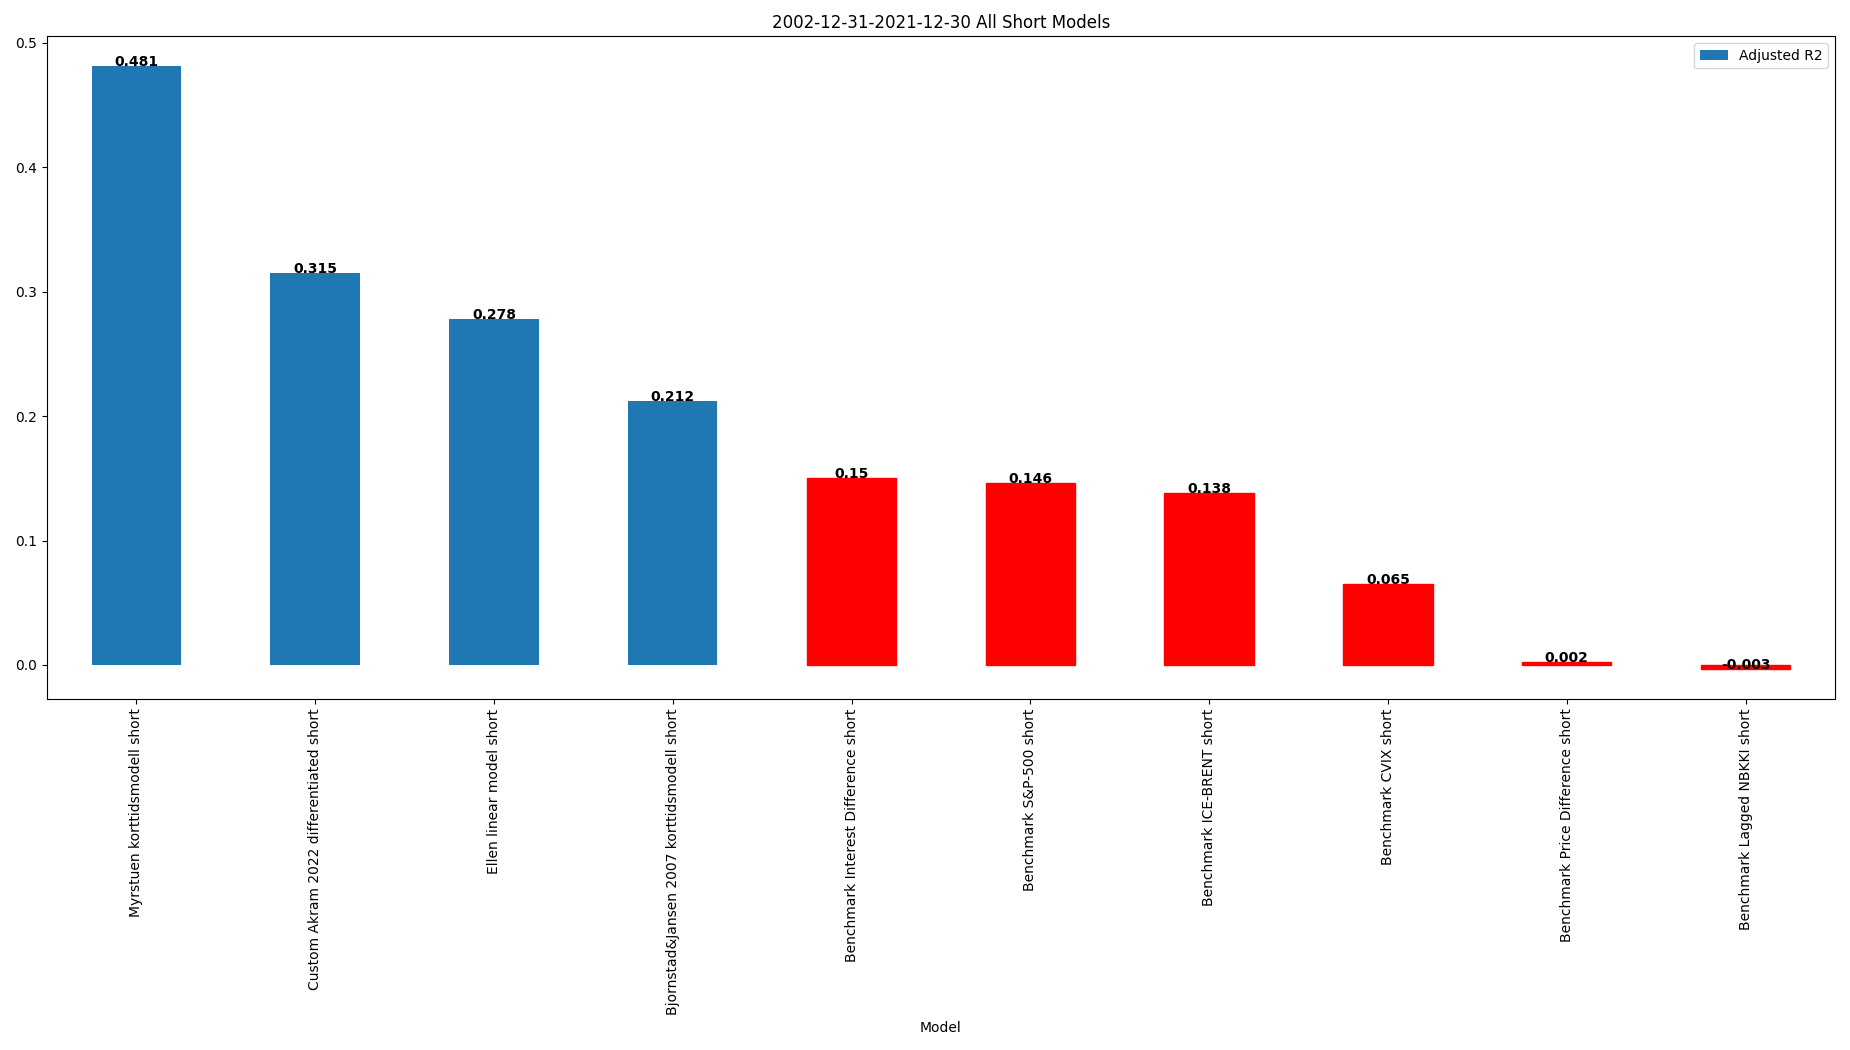 2002-12-31-2021-12-30 All Short Models
Adjusted R2
0.5
0.4
0.3
0.2
0.1
0.0
0.481
0.315
0.278
0.212
0.15
0.146
0.138
0.065
0.002
-0.003
Myrstuen korttidsmodell short
Custom Akram 2022 differentiated short
Ellen linear model short
Bjornstad&Jansen 2007 korttidsmodell short
Benchmark Interest Difference short
Benchmark S&P-500 short
Benchmark ICE-BRENT short
Benchmark CVIX short
Benchmark Price Difference short
Benchmark Lagged NBKKI short
Model